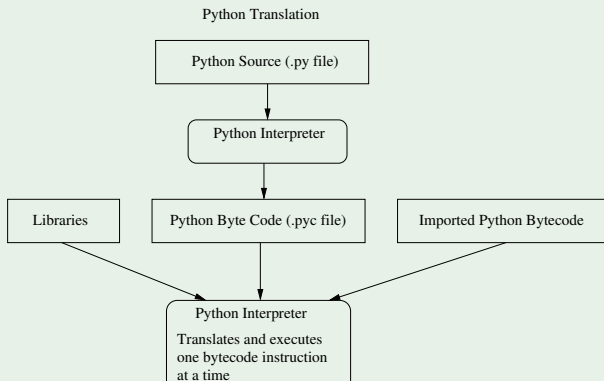 Python Translation
Python Source (.py file)
Python Interpreter
Libraries
Python Byte Code (.pyc file)
Imported Python Bytecode
Python Interpreter
Translates and executes
one bytecode instruction
at a time